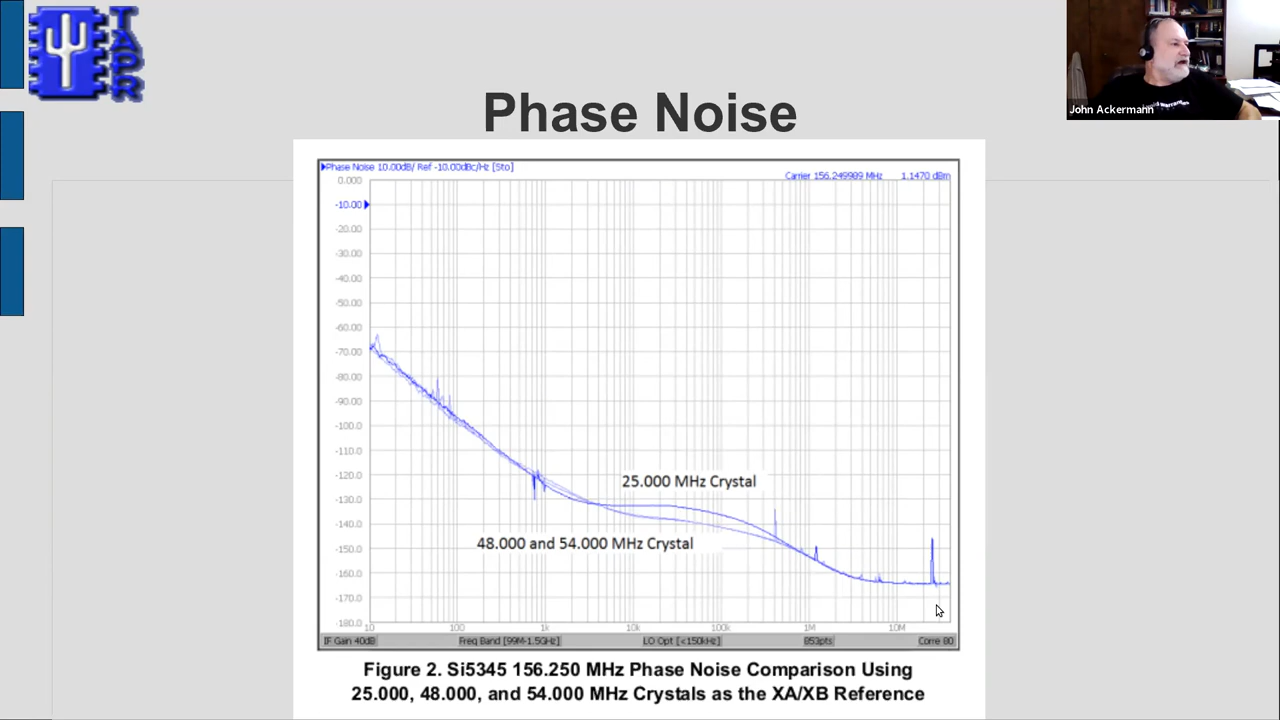 TAPR
Phase Noise
John Ackermann
Phase Noise 10.00dB/ Ref -10.00dBc/Hz [Sto]
Carrier 156.249989 MHz 1.1470 dBm
0.000
-10.00
-20.00
-30.00
-40.00
-50.00
-60.00
-70.00
-80.00
-90.00
-100.0
-110.0
-120.0
-130.0
-140.0
-150.0
-160.0
-170.0
-180.0
25.000 MHz Crystal
48.000 and 54.000 MHz Crystal
10 100 1k 10k 100k 1M 10M
IF Gain 40dB Freq Band [99M-1.5GHz] LO Opt [<150kHz] 853pts Corre 80
Figure 2. Si5345 156.250 MHz Phase Noise Comparison Using
25.000, 48.000, and 54.000 MHz Crystals as the XA/XB Reference